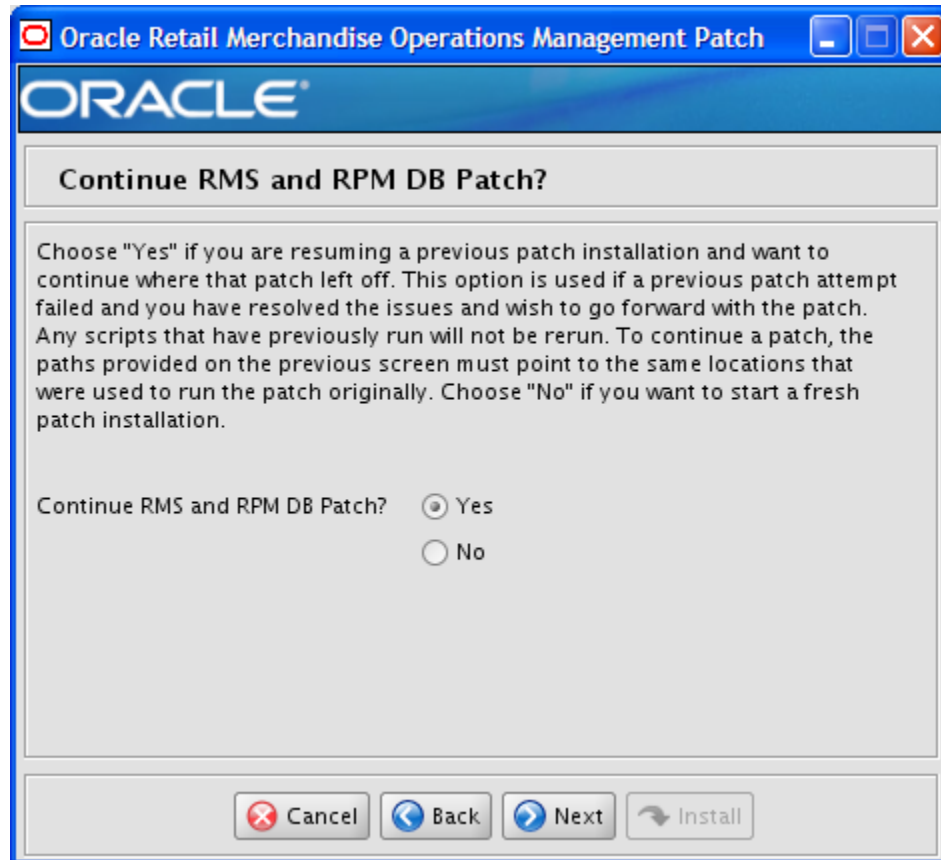 Oracle Retail Merchandise Operations Management Patch
ORACLE
Continue RMS and RPM DB Patch?
Choose "Yes" if you are resuming a previous patch installation and want to
continue where that patch left off. This option is used if a previous patch attempt
failed and you have resolved the issues and wish to go forward with the patch.
Any scripts that have previously run will not be rerun. To continue a patch, the
paths provided on the previous screen must point to the same locations that
were used to run the patch originally. Choose "No" if you want to start a fresh
patch installation.
Continue RMS and RPM DB Patch?
Yes
No
Cancel
Back
Next
Install